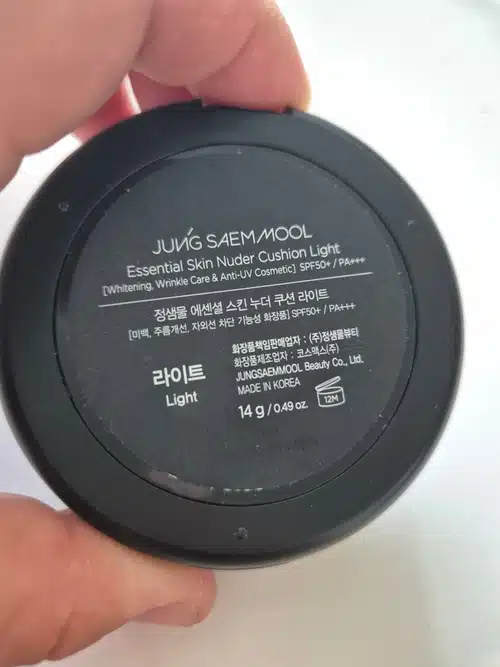 JUNG SAEM MOOL
Essential Skin Nuder Cushion Light
[Whitening, Wrinkle Care & Anti-UV Cosmetic] SPF50+ / PA+++
정샘물 에센셜 스킨 누더 쿠션 라이트
[미백, 주름개선, 자외선 차단 기능성 화장품] SPF50+ / PA+++
라이트
Light
화장품책임판매업자 : (주)정샘물뷰티
화장품제조업자 : 코스맥스(주)
JUNGSAEMMOOL Beauty Co., Ltd.
MADE IN KOREA
14 g / 0.49 oz.
12M